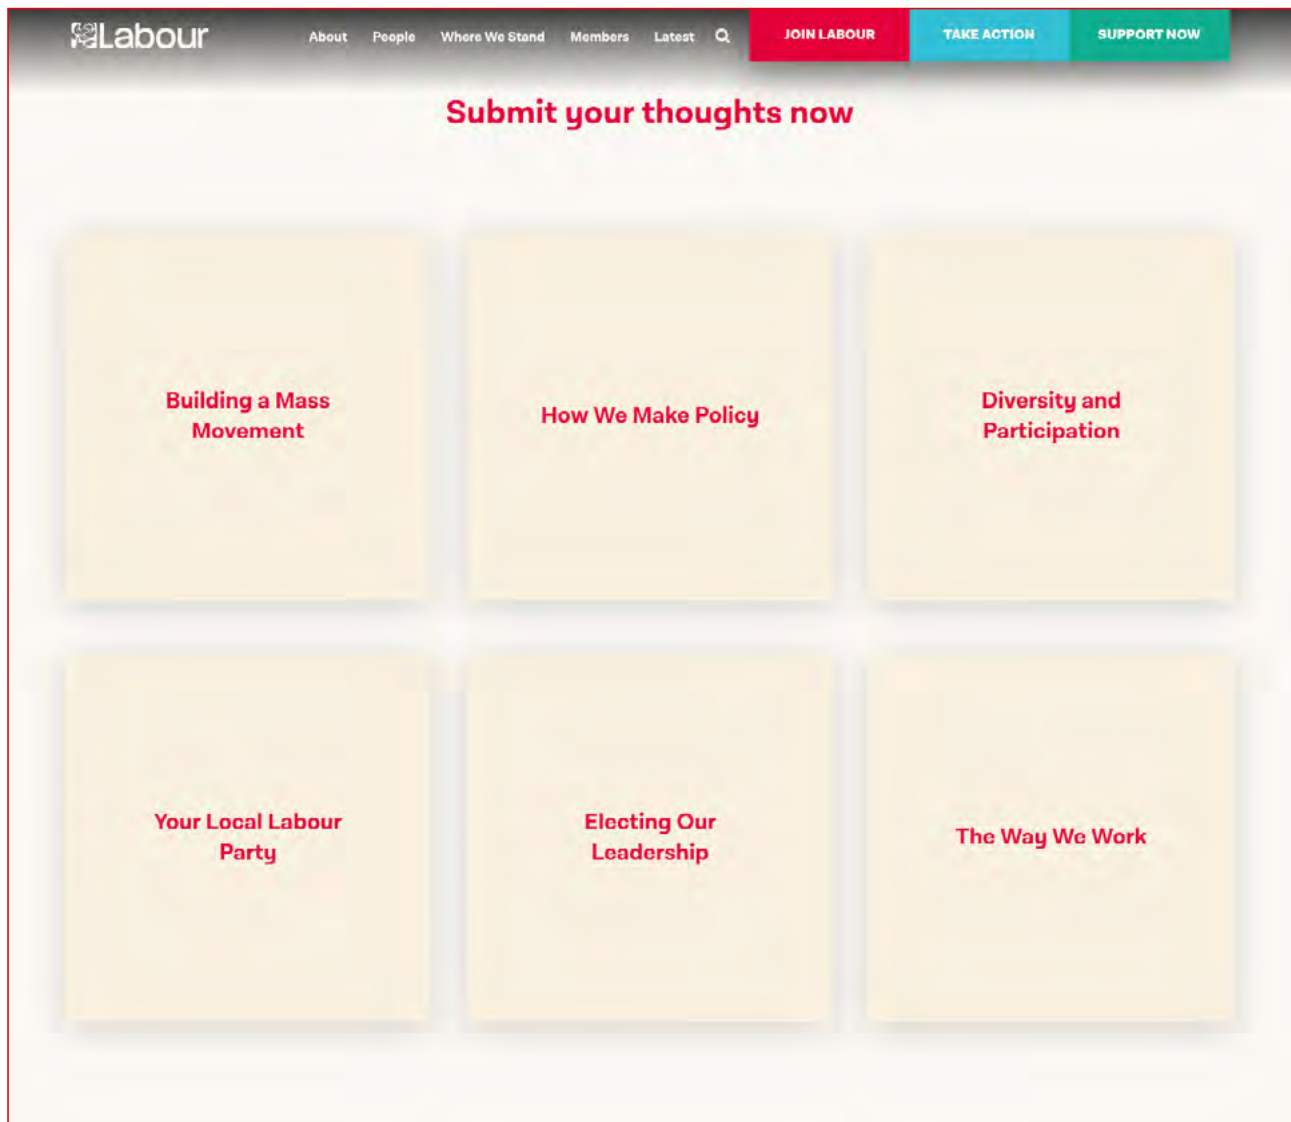 Labour
About People Where We Stand Members Latest JOIN LABOUR TAKE ACTION SUPPORT NOW
Submit your thoughts now
Building a Mass
Movement
How We Make Policy
Diversity and
Participation
Your Local Labour
Party
Electing Our
Leadership
The Way We Work